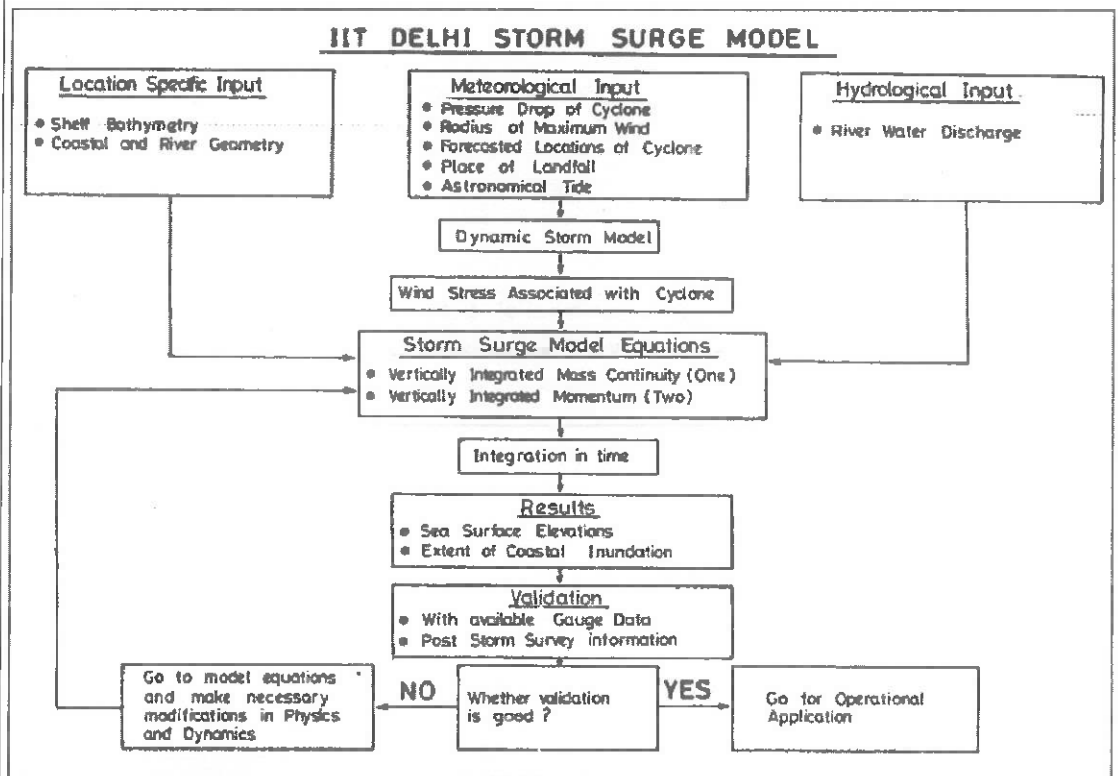 IIT DELHI STORM SURGE MODEL
Location Specific Input
• Shelf Bathymetry
• Coastal and River Geometry
Meteorological Input
• Pressure Drop of Cyclone
• Radius of Maximum Wind
• Forecasted Locations of Cyclone
• Place of Landfall
• Astronomical Tide
Hydrological Input
• River Water Discharge
Dynamic Storm Model
Wind Stress Associated with Cyclone
Storm Surge Model Equations
• Vertically Integrated Mass Continuity (One)
• Vertically Integrated Momentum (Two)
Integration in time
Results
• Sea Surface Elevations
• Extent of Coastal Inundation
Validation
• With available Gauge Data
• Post Storm Survey information
Go to model equations
and make necessary
modifications in Physics
and Dynamics
NO
Whether validation
is good ?
YES
Go for Operational
Application